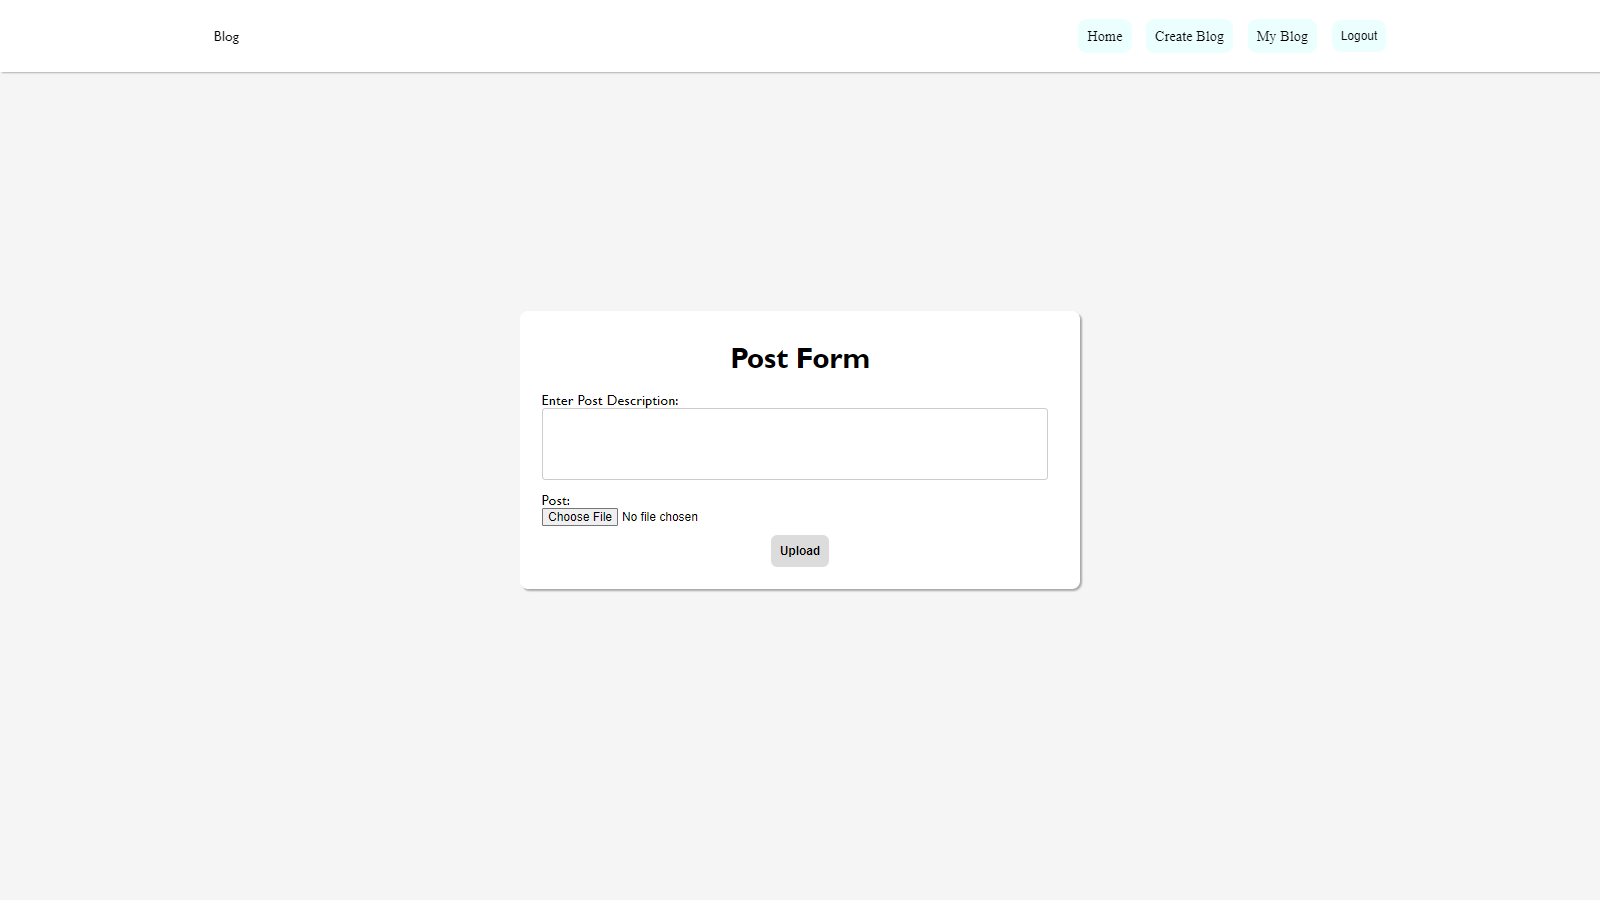 Blog Home Create Blog My Blog Logout
Post Form
Enter Post Description:
Post:
Choose File No file chosen
Upload